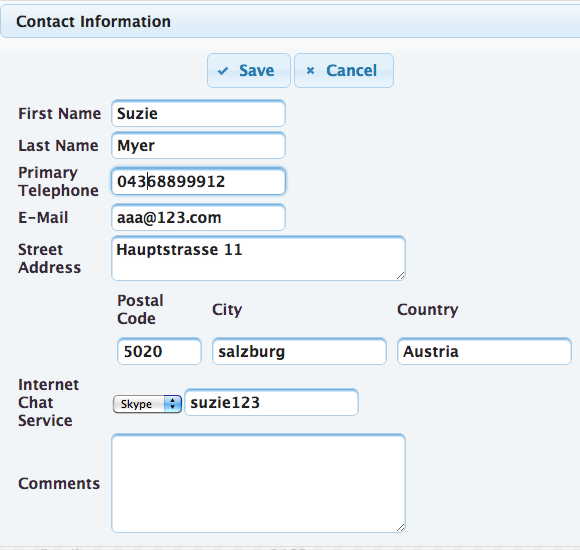 Contact Information
Save Cancel
First Name Suzie
Last Name Myer
Primary
Telephone 04368899912
E-Mail aaa@123.com
Street
Address Hauptstrasse 11
Postal
Code City Country
5020 salzburg Austria
Internet
Chat
Service Skype suzie123
Comments